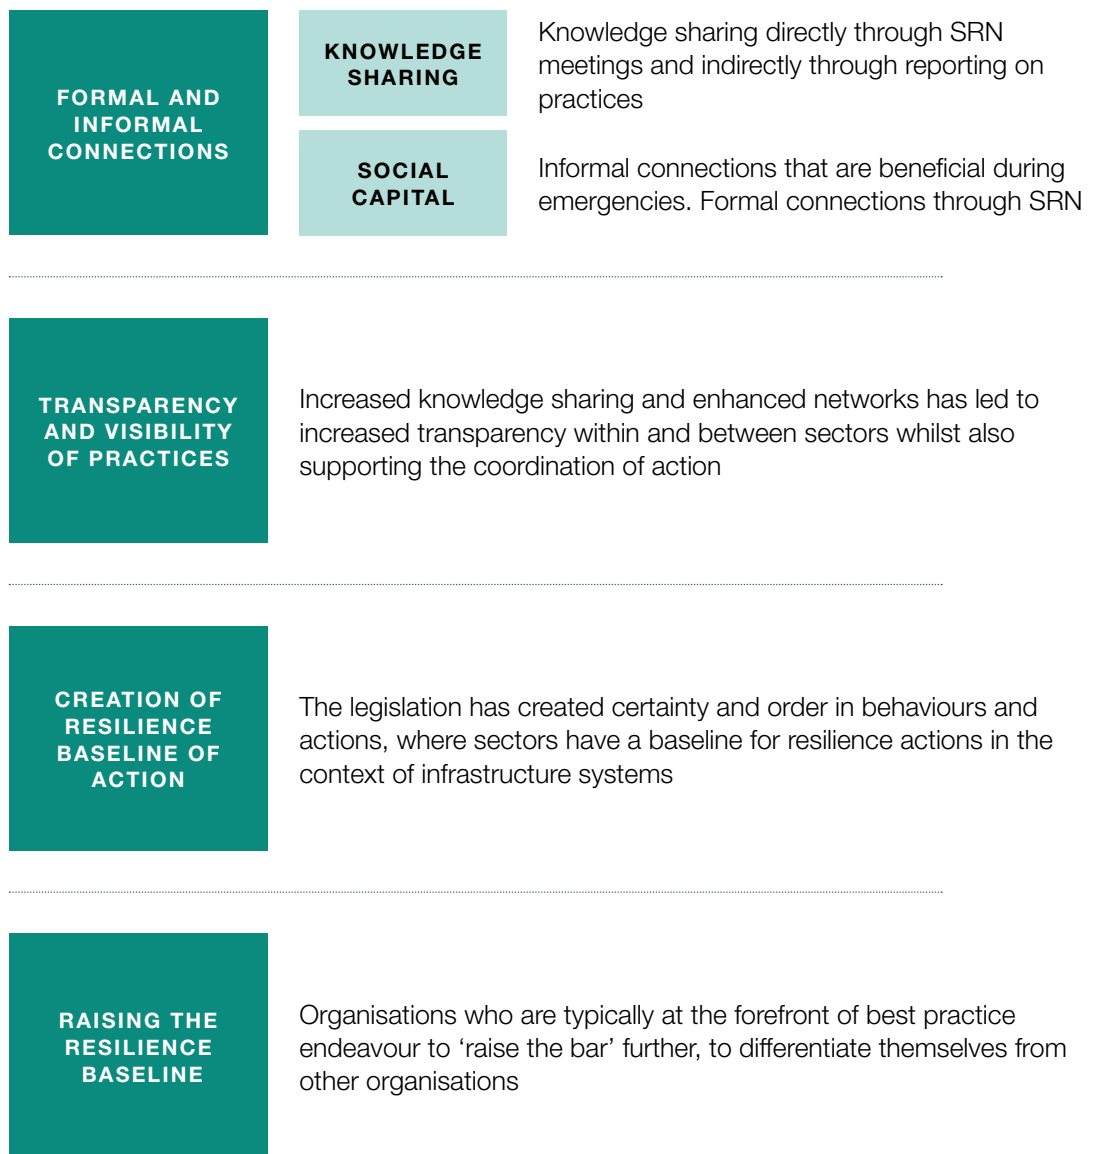 FORMAL AND
INFORMAL
CONNECTIONS
KNOWLEDGE
SHARING
Knowledge sharing directly through SRN
meetings and indirectly through reporting on
practices
SOCIAL
CAPITAL
Informal connections that are beneficial during
emergencies. Formal connections through SRN
TRANSPARENCY
AND VISIBILITY
OF PRACTICES
Increased knowledge sharing and enhanced networks has led to
increased transparency within and between sectors whilst also
supporting the coordination of action
CREATION OF
RESILIENCE
BASELINE OF
ACTION
The legislation has created certainty and order in behaviours and
actions, where sectors have a baseline for resilience actions in the
context of infrastructure systems
RAISING THE
RESILIENCE
BASELINE
Organisations who are typically at the forefront of best practice
endeavour to ‘raise the bar’ further, to differentiate themselves from
other organisations